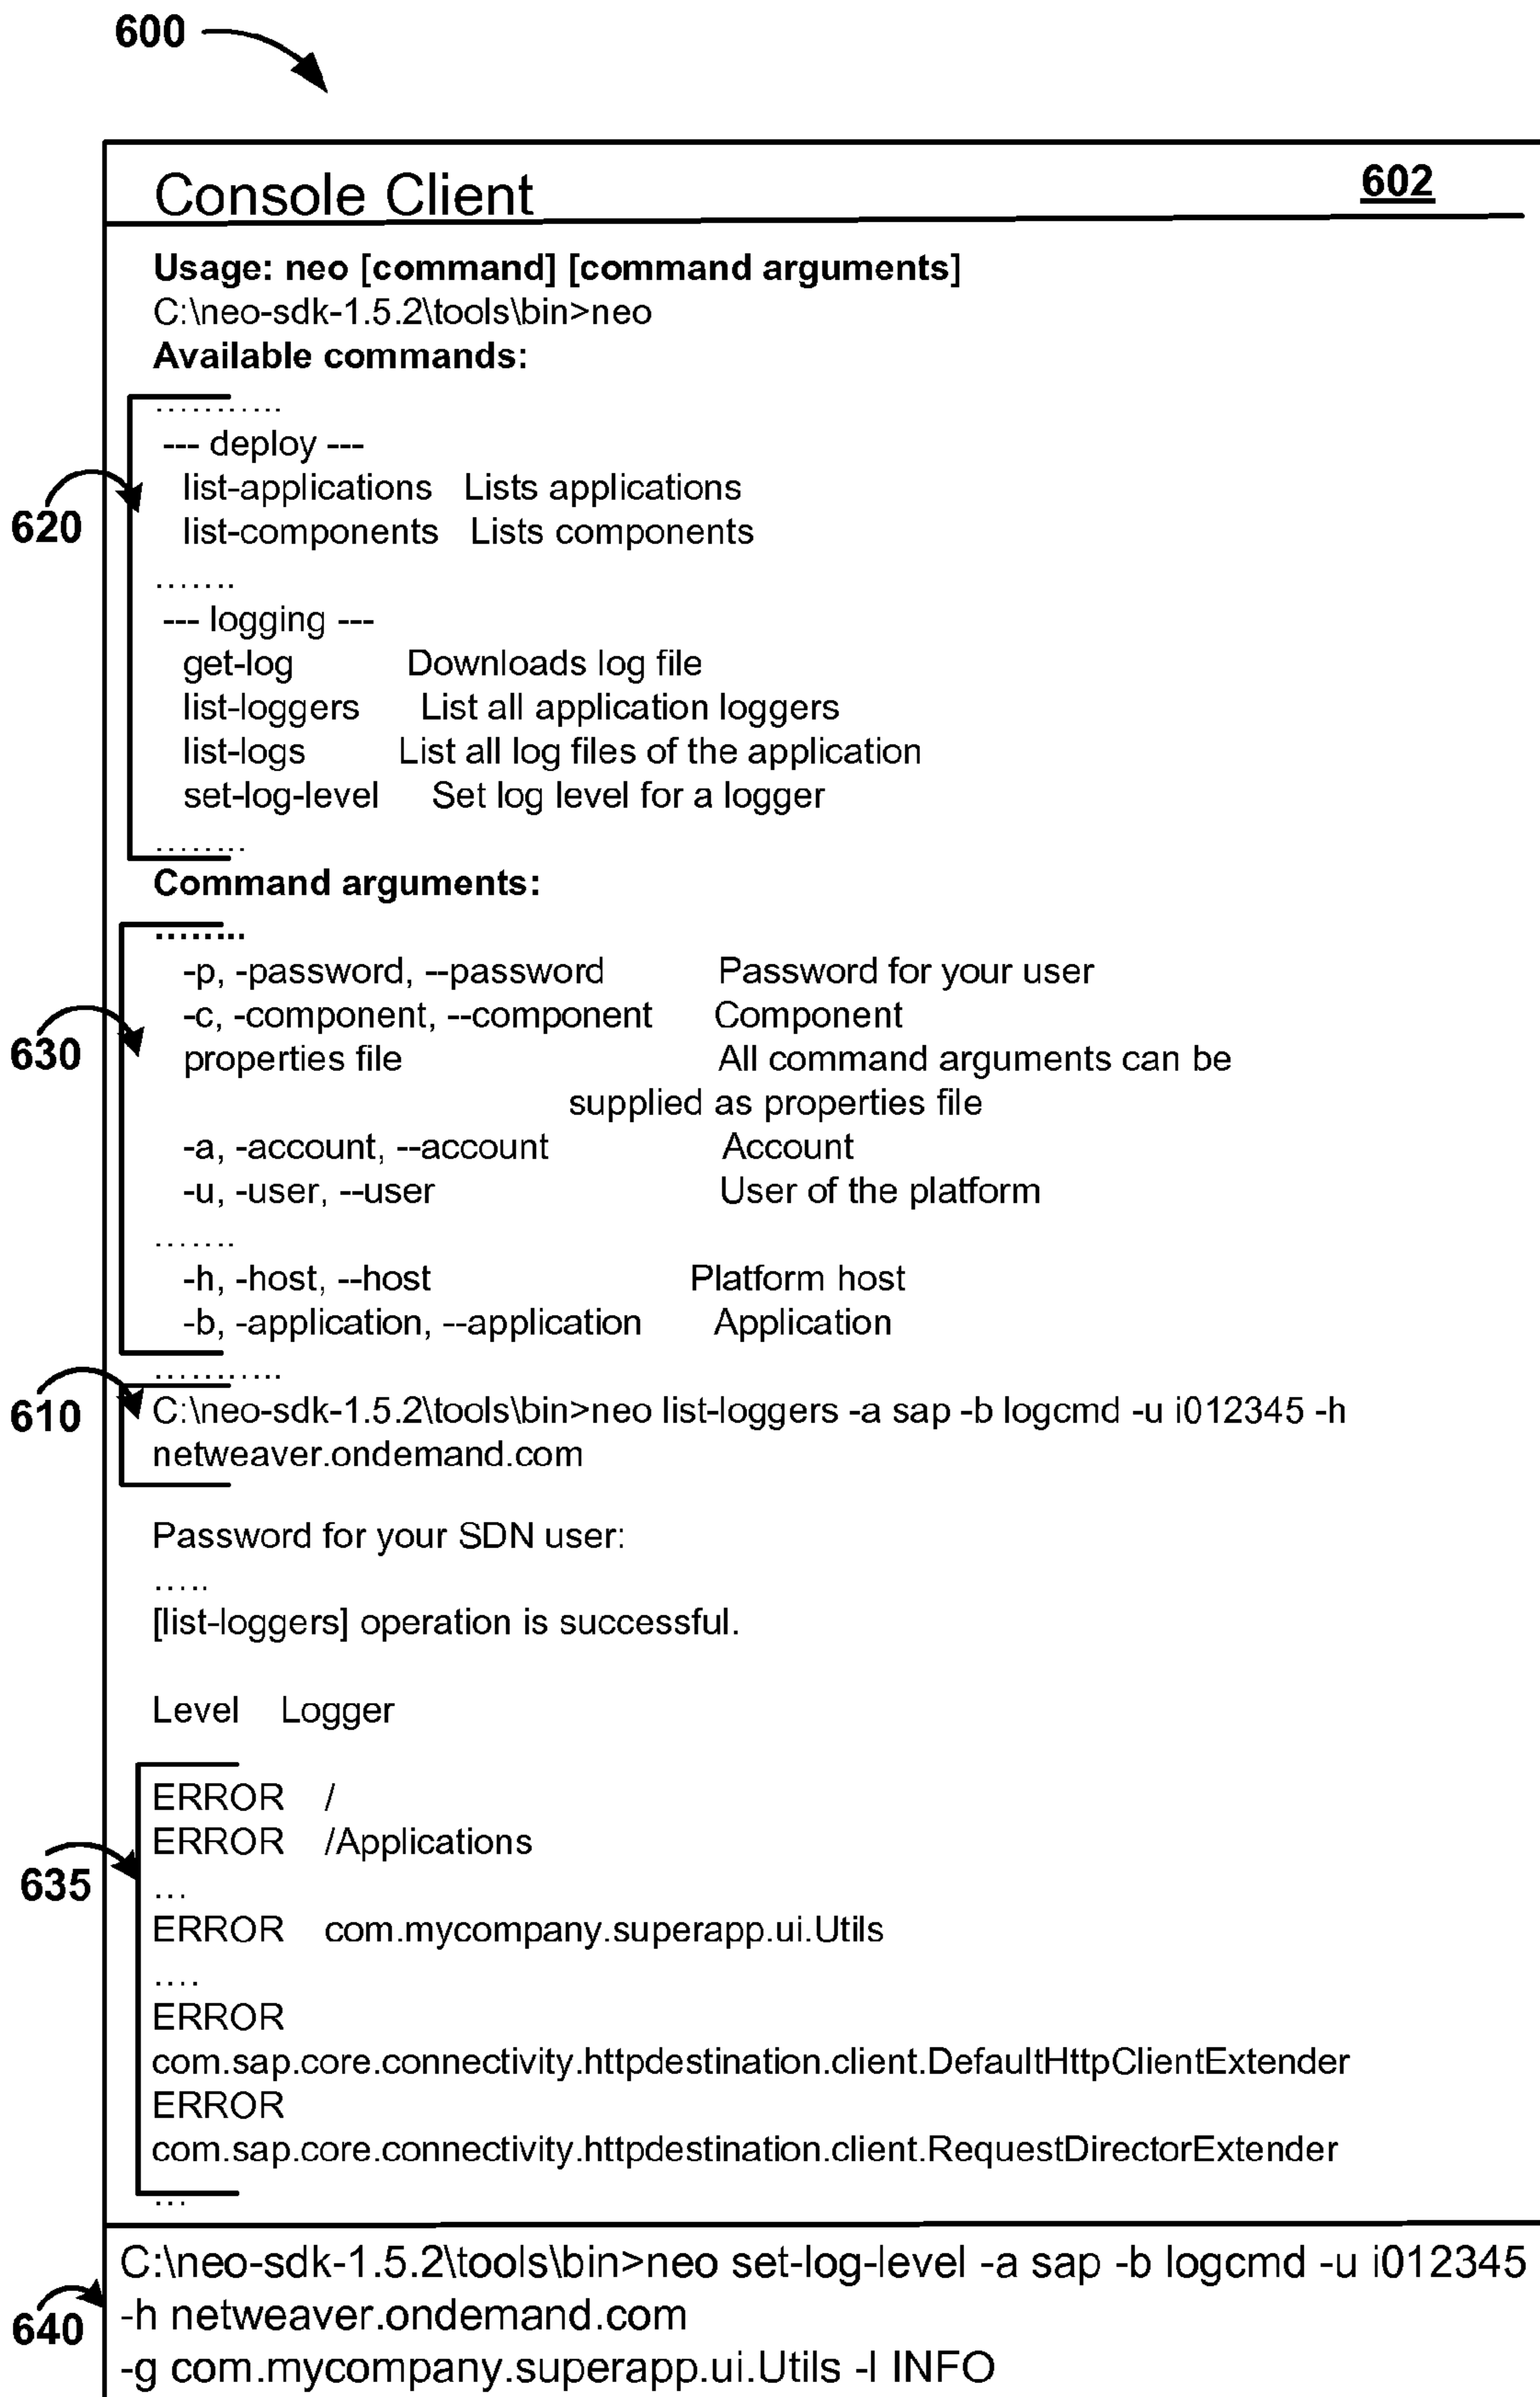 600
Console Client 602
Usage: neo [command] [command arguments]
C:\neo-sdk-1.5.2\tools\bin>neo
Available commands:
...........
--- deploy ---
list-applications Lists applications
620
list-components Lists components
.......
--- logging ---
get-log Downloads log file
list-loggers List all application loggers
list-logs List all log files of the application
set-log-level Set log level for a logger
........
Command arguments:
........
-p, -password, --password Password for your user
-c, -component, --component Component
630
properties file All command arguments can be
supplied as properties file
-a, -account, --account Account
-u, -user, --user User of the platform
.......
-h, -host, --host Platform host
-b, -application, --application Application
...........
610
C:\neo-sdk-1.5.2\tools\bin>neo list-loggers -a sap -b logcmd -u i012345 -h
netweaver.ondemand.com
Password for your SDN user:
.....
[list-loggers] operation is successful.
Level Logger
ERROR /
ERROR /Applications
635
...
ERROR com.mycompany.superapp.ui.Utils
....
ERROR
com.sap.core.connectivity.httpdestination.client.DefaultHttpClientExtender
ERROR
com.sap.core.connectivity.httpdestination.client.RequestDirectorExtender
...
C:\neo-sdk-1.5.2\tools\bin>neo set-log-level -a sap -b logcmd -u i012345
640
-h netweaver.ondemand.com
-g com.mycompany.superapp.ui.Utils -l INFO